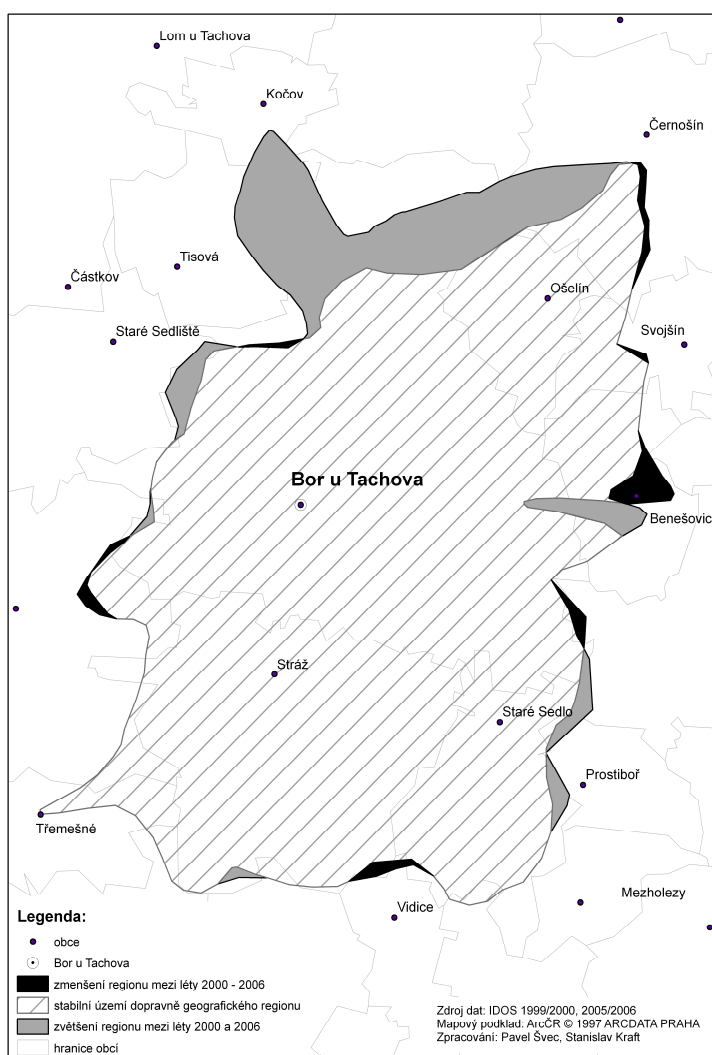 Lom u Tachova
Kočov
Černošín
Tisová
Částkov
Ošelín
Staré Sedliště
Svojšín
Bor u Tachova
Benešovic
Stráž
Staré Sedlo
Prostiboř
Třemešné
Mezholezy
Vidice
Legenda:
obce
Bor u Tachova
zmenšení regionu mezi léty 2000 - 2006
stabilní území dopravně geografického regionu
zvětšení regionu mezi léty 2000 a 2006
hranice obcí
Zdroj dat: IDOS 1999/2000, 2005/2006
Mapový podklad: ArcČR © 1997 ARCDATA PRAHA
Zpracování: Pavel Švec, Stanislav Kraft